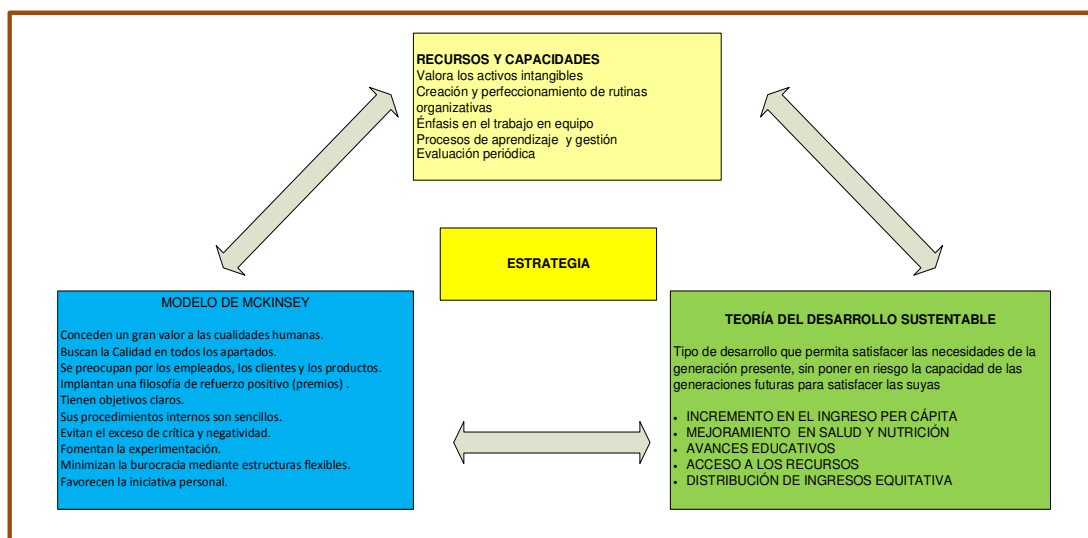 RECURSOS Y CAPACIDADES
Valora los activos intangibles
Creación y perfeccionamiento de rutinas
organizativas
Énfasis en el trabajo en equipo
Procesos de aprendizaje y gestión
Evaluación periódica
ESTRATEGIA
MODELO DE MCKINSEY
Conceden un gran valor a las cualidades humanas.
Buscan la Calidad en todos los apartados.
Se preocupan por los empleados, los clientes y los productos.
Implantan una filosofía de refuerzo positivo (premios) .
Tienen objetivos claros.
Sus procedimientos internos son sencillos.
Evitan el exceso de crítica y negatividad.
Fomentan la experimentación.
Minimizan la burocracia mediante estructuras flexibles.
Favorecen la iniciativa personal.
TEORÍA DEL DESARROLLO SUSTENTABLE
Tipo de desarrollo que permita satisfacer las necesidades de la
generación presente, sin poner en riesgo la capacidad de las
generaciones futuras para satisfacer las suyas
• INCREMENTO EN EL INGRESO PER CÁPITA
• MEJORAMIENTO EN SALUD Y NUTRICIÓN
• AVANCES EDUCATIVOS
• ACCESO A LOS RECURSOS
• DISTRIBUCIÓN DE INGRESOS EQUITATIVA